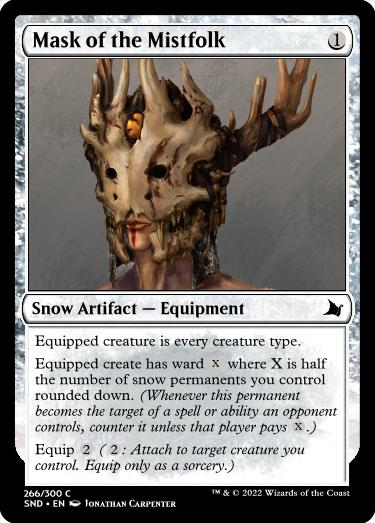 Mask of the Mistfolk 1
Snow Artifact — Equipment
Equipped creature is every creature type.
Equipped create has ward X where X is half
the number of snow permanents you control
rounded down. (Whenever this permanent
becomes the target of a spell or ability an opponent
controls, counter it unless that player pays X.)
Equip 2 ( 2 : Attach to target creature you
control. Equip only as a sorcery.)
266/300 C
SND • EN Jonathan Carpenter
™ & © 2022 Wizards of the Coast